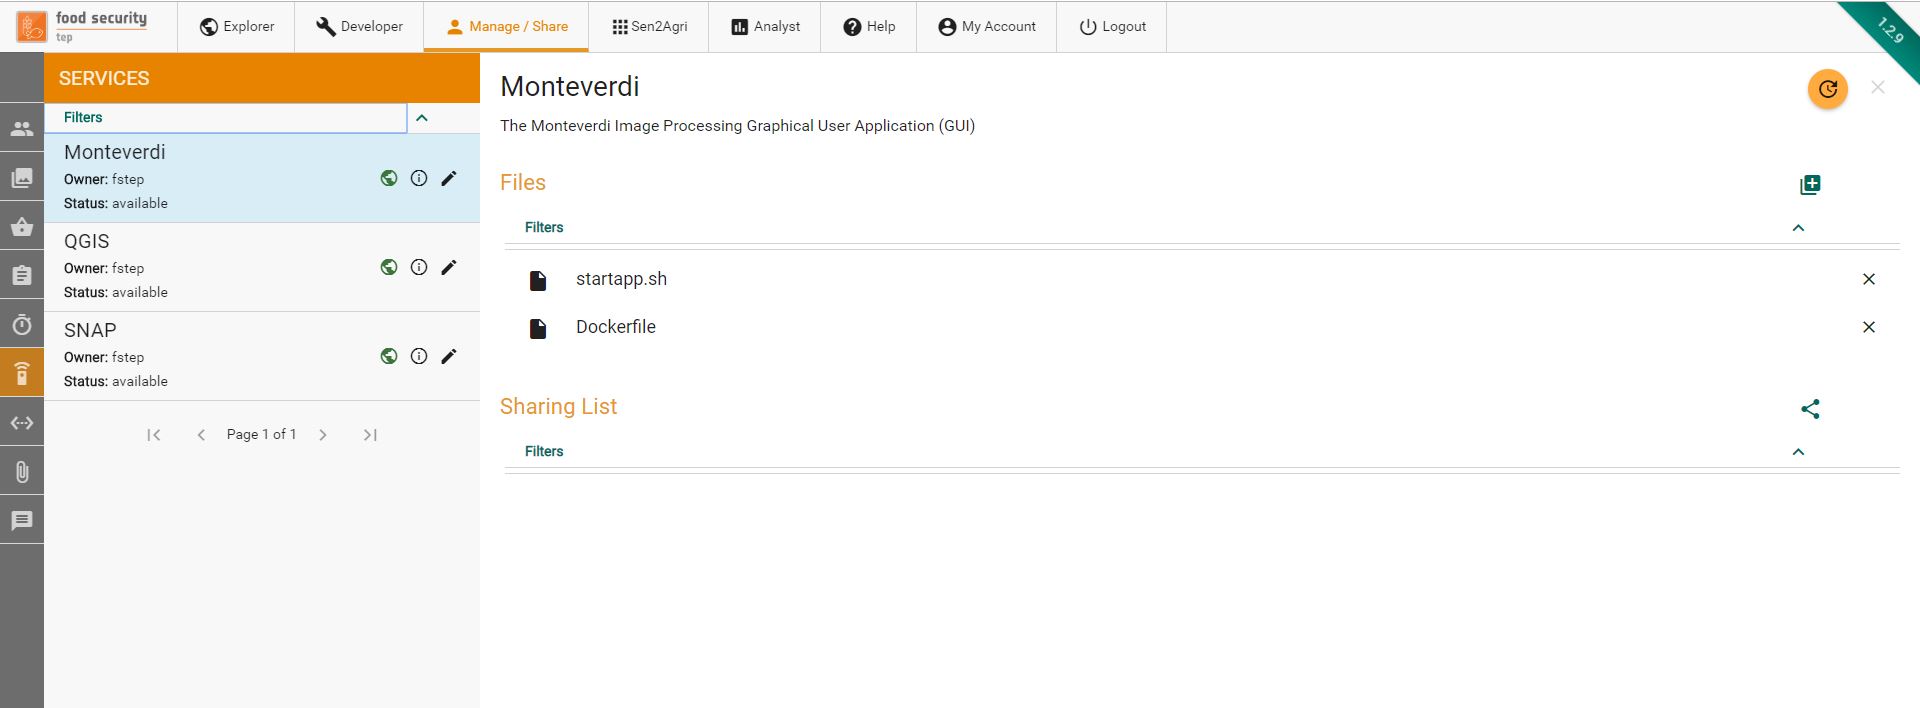 food security
tep
Explorer
Developer
Manage / Share
Sen2Agri
Analyst
Help
My Account
Logout
1.2.9
SERVICES
Filters
Monteverdi
Owner: fstep
Status: available
QGIS
Owner: fstep
Status: available
SNAP
Owner: fstep
Status: available
Page 1 of 1
Monteverdi
The Monteverdi Image Processing Graphical User Application (GUI)
Files
Filters
startapp.sh
Dockerfile
Sharing List
Filters